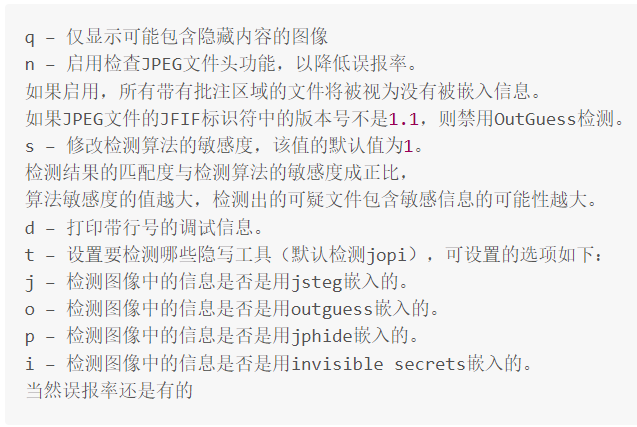 q – 仅显示可能包含隐藏内容的图像
n – 启用检查JPEG文件头功能，以降低误报率。
如果启用，所有带有批注区域的文件将被视为没有被嵌入信息。
如果JPEG文件的JFIF标识符中的版本号不是1.1，则禁用OutGuess检测。
s – 修改检测算法的敏感度，该值的默认值为1。
检测结果的匹配度与检测算法的敏感度成正比，
算法敏感度的值越大，检测出的可疑文件包含敏感信息的可能性越大。
d – 打印带行号的调试信息。
t – 设置要检测哪些隐写工具（默认检测jopi），可设置的选项如下：
j – 检测图像中的信息是否是用jsteg嵌入的。
o – 检测图像中的信息是否是用outguess嵌入的。
p – 检测图像中的信息是否是用jphide嵌入的。
i – 检测图像中的信息是否是用invisible secrets嵌入的。
当然误报率还是有的